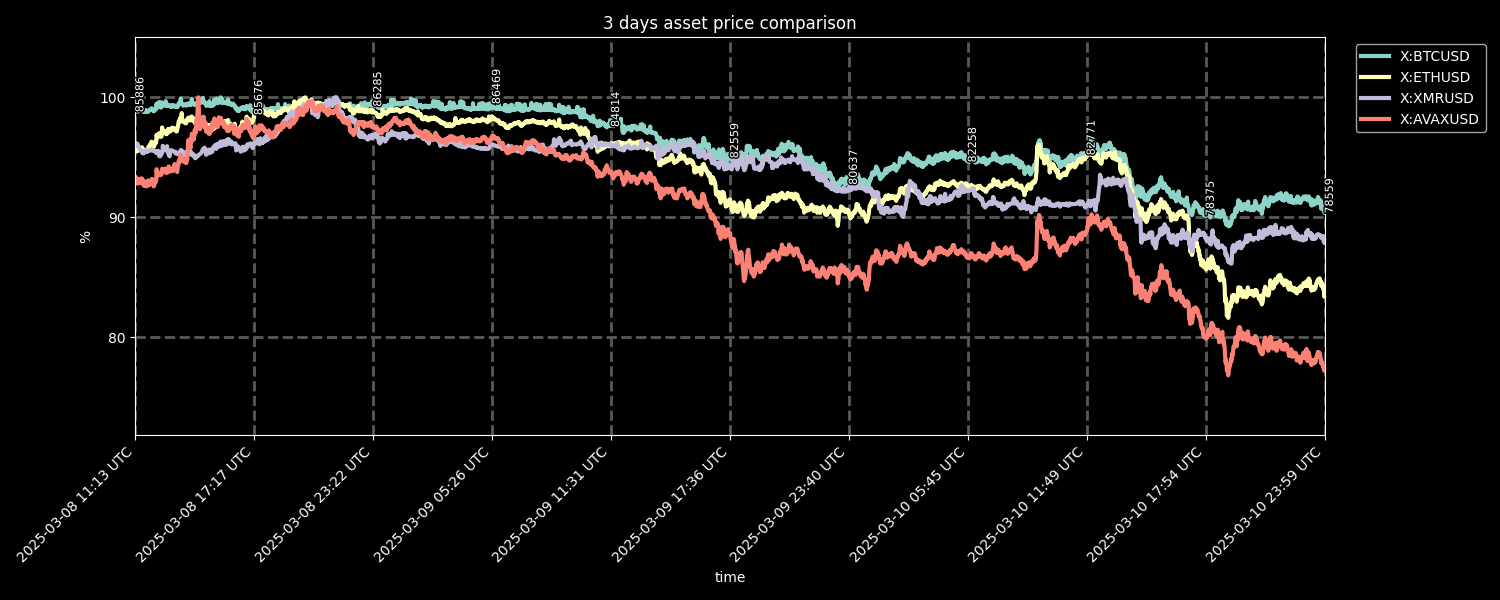 3 days asset price comparison
X:BTCUSD
X:ETHUSD
X:XMRUSD
X:AVAXUSD
100
90
80
%
85886
85676
86285
86469
84814
82559
80637
82258
82771
78375
78559
2025-03-08 11:13 UTC
2025-03-08 17:17 UTC
2025-03-08 23:22 UTC
2025-03-09 05:26 UTC
2025-03-09 11:31 UTC
2025-03-09 17:36 UTC
2025-03-09 23:40 UTC
2025-03-10 05:45 UTC
2025-03-10 11:49 UTC
2025-03-10 17:54 UTC
2025-03-10 23:59 UTC
time